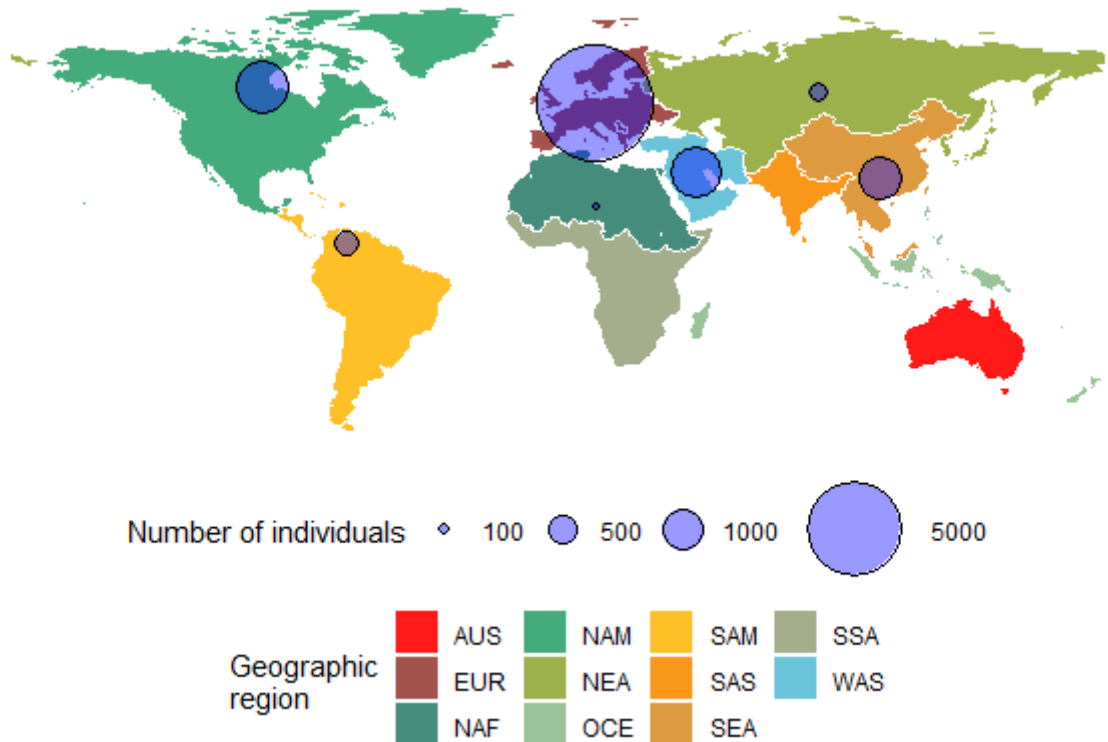 Number of individuals 100 500 1000 5000
AUS NAM SAM SSA
Geographic region
EUR NEA SAS WAS
NAF OCE SEA